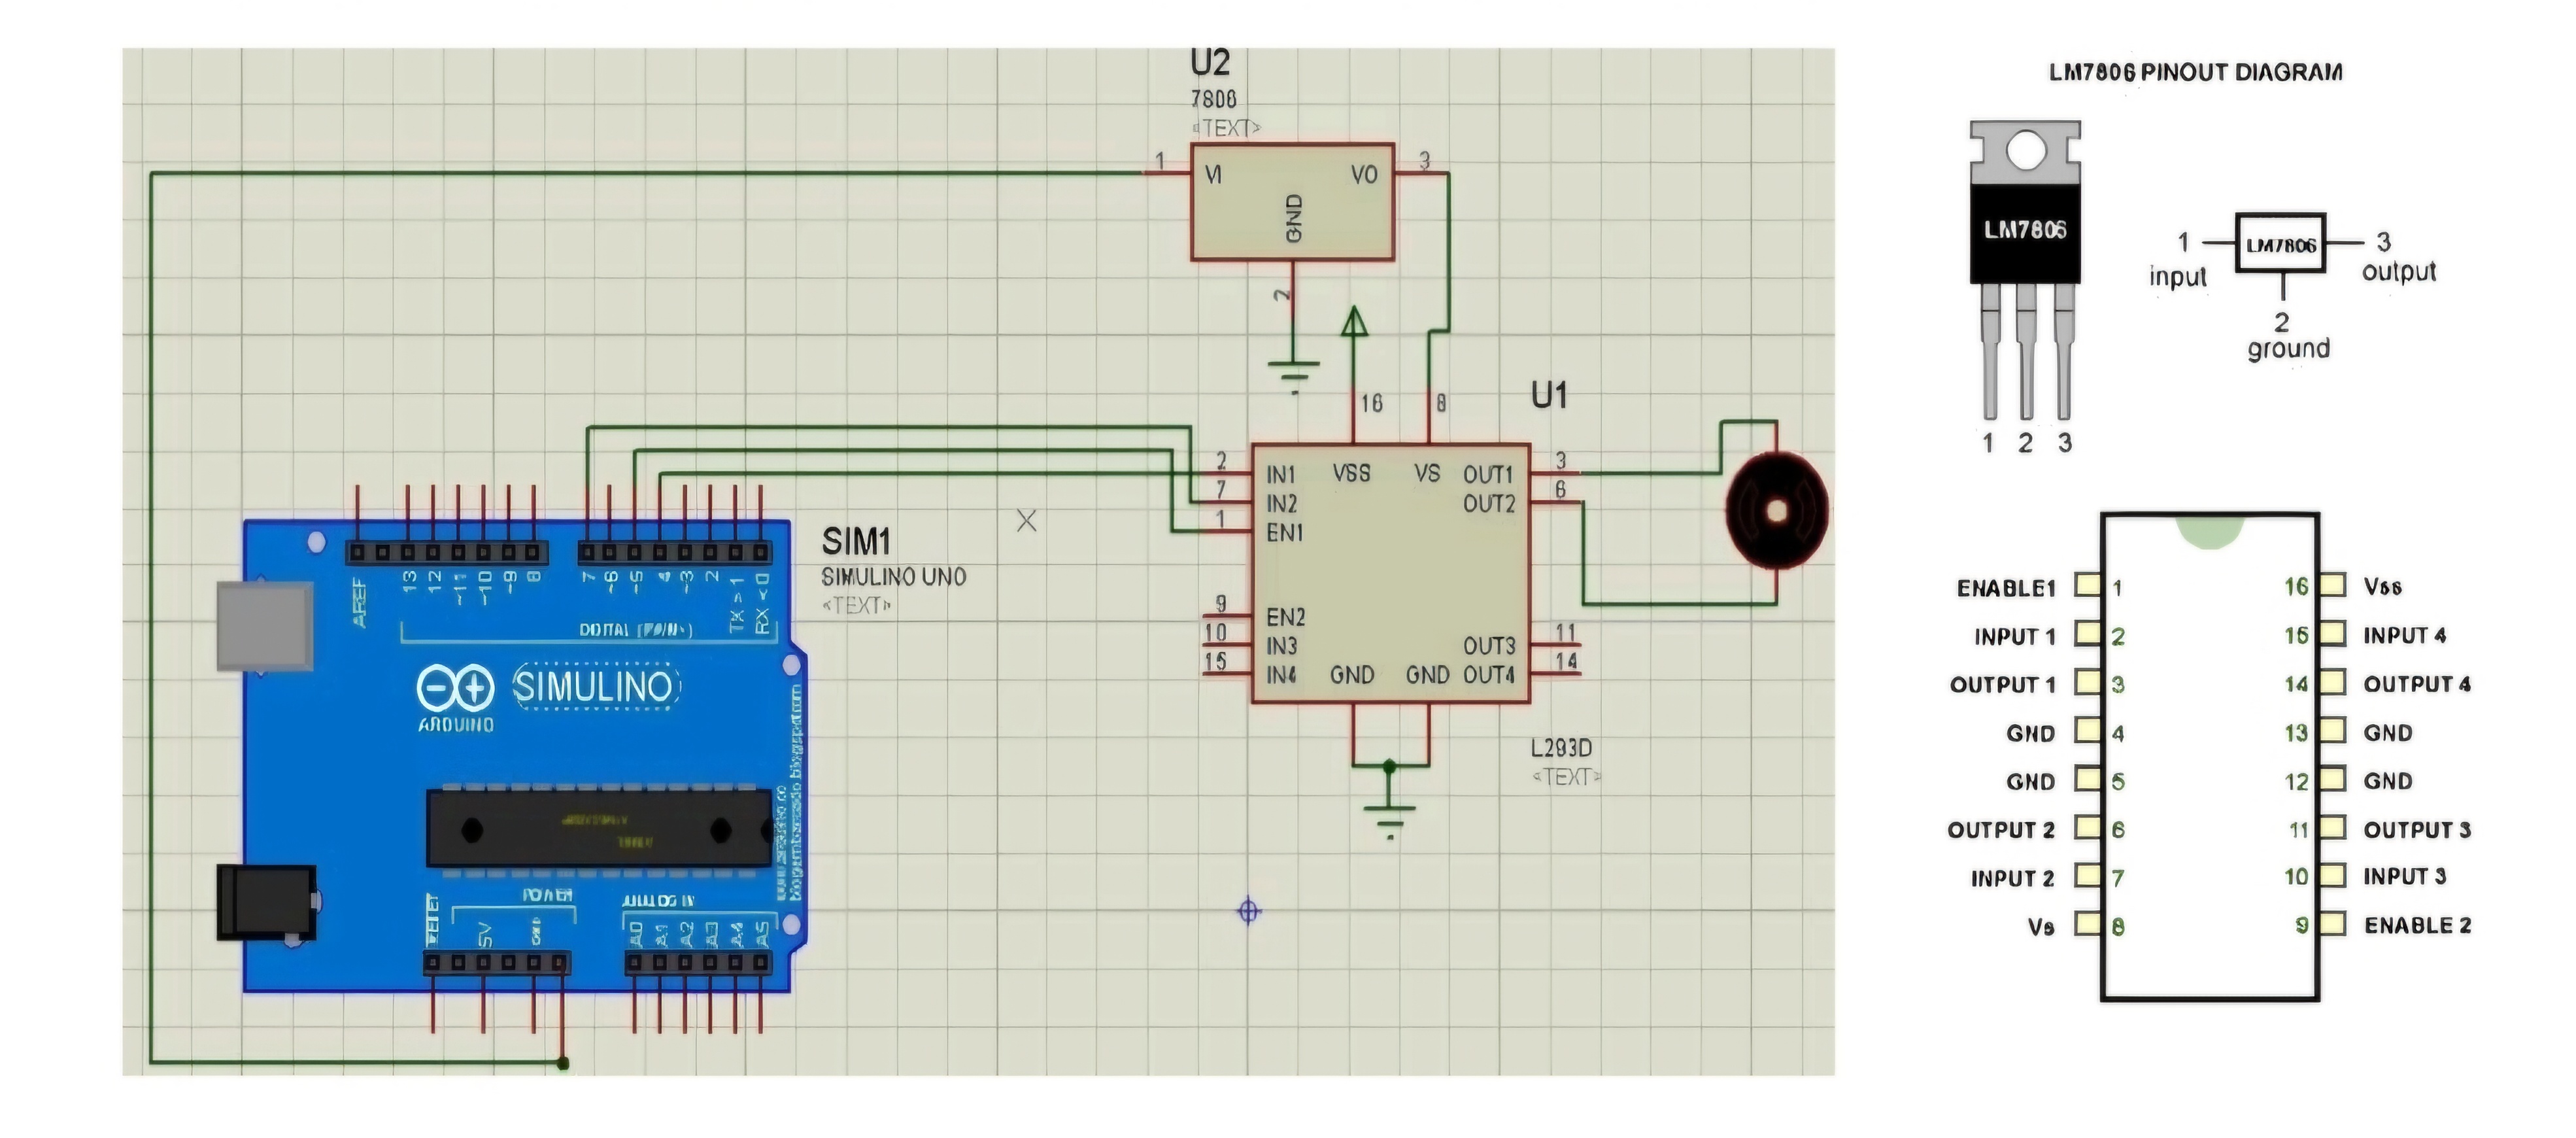 U2
7806
<TEXT>
1
VI
VO
3
GND
2
16
8
U1
2
IN1
VSS
VS
OUT1
3
7
IN2
OUT2
6
1
EN1
9
EN2
10
IN3
OUT3
11
15
IN4
GND
GND
OUT4
14
L293D
<TEXT>
SIM1
SIMULINO UNO
<TEXT>
AREF
13
12
~11
~10
~9
8
7
~6
~5
4
~3
2
TX > 1
RX < 0
DIGITAL (PWM~)
SIMULINO
ARDUINO
RESET
5V
GND
POWER
ANALOG IN
A0
A1
A2
A3
A4
A5
LM7806 PINOUT DIAGRAM
LM7806
1 2 3
1
input
LM7806
3
output
2
ground
ENABLE1 1 16 Vss
INPUT 1 2 15 INPUT 4
OUTPUT 1 3 14 OUTPUT 4
GND 4 13 GND
GND 5 12 GND
OUTPUT 2 6 11 OUTPUT 3
INPUT 2 7 10 INPUT 3
Vs 8 9 ENABLE 2